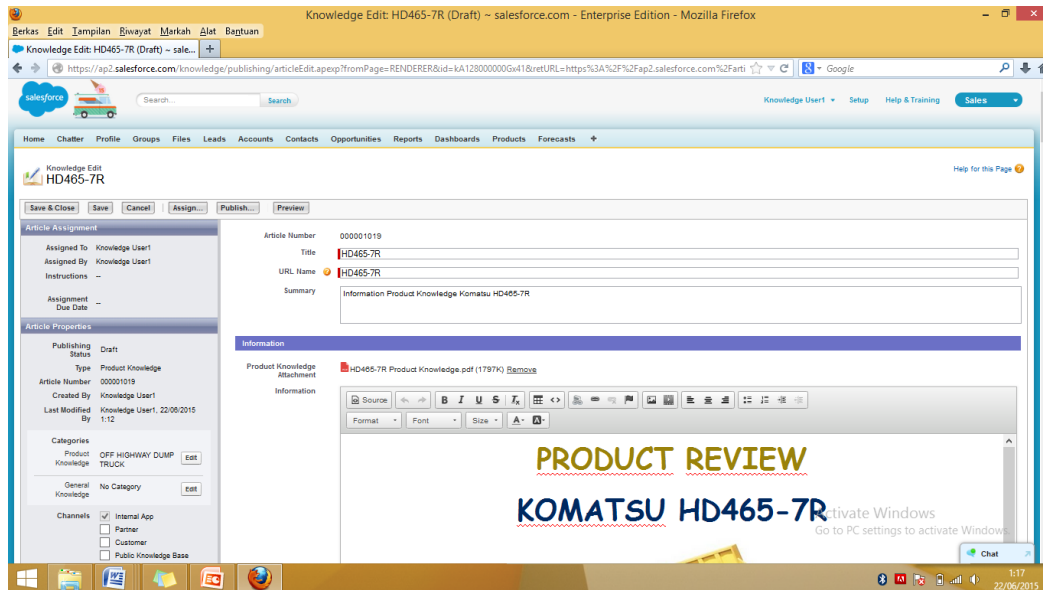 Knowledge Edit: HD465-7R (Draft) ~ salesforce.com - Enterprise Edition - Mozilla Firefox
Berkas Edit Tampilan Riwayat Markah Alat Bantuan
Knowledge Edit: HD465-7R (Draft) ~ sale...
https://ap2.salesforce.com/knowledge/publishing/articleEdit.apexp?fromPage=RENDERER&id=kA128000000Gx41&retURL=https%3A%2F%2Fap2.salesforce.com%2Farti
Google
salesforce
Search...
Search
Knowledge User1 Setup Help & Training Sales
Home Chatter Profile Groups Files Leads Accounts Contacts Opportunities Reports Dashboards Products Forecasts +
Knowledge Edit
HD465-7R
Help for this Page
Save & Close Save Cancel Assign... Publish... Preview
Article Assignment
Assigned To Knowledge User1
Assigned By Knowledge User1
Instructions --
Assignment Due Date --
Article Properties
Publishing Status Draft
Type Product Knowledge
Article Number 000001019
Created By Knowledge User1
Last Modified By Knowledge User1, 22/06/2015 1:12
Categories
Product Knowledge OFF HIGHWAY DUMP TRUCK Edit
General Knowledge No Category Edit
Channels Internal App
Partner
Customer
Public Knowledge Base
Article Number 000001019
Title HD465-7R
URL Name HD465-7R
Summary Information Product Knowledge Komatsu HD465-7R
Information
Product Knowledge Attachment HD465-7R Product Knowledge.pdf (1797K) Remove
Information
Source B I U S Ix
Format Font Size A A
PRODUCT REVIEW
KOMATSU HD465-7R
Activate Windows
Go to PC settings to activate Windows.
Chat
1:17
22/06/2015